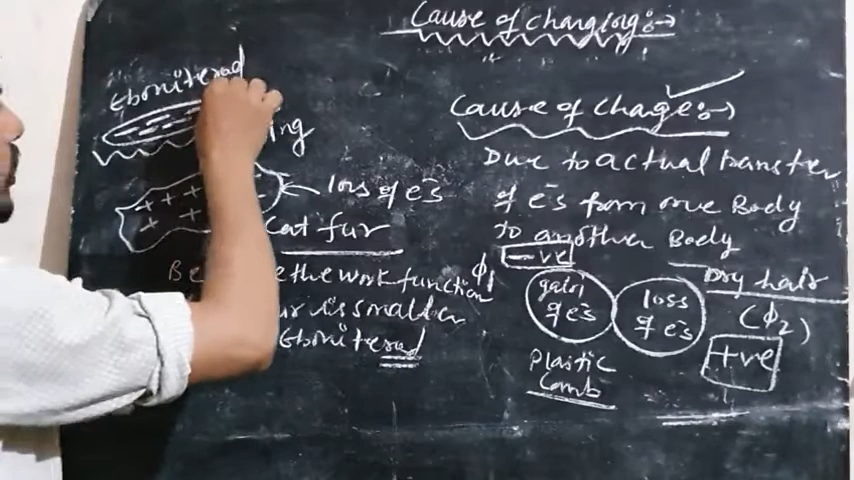 Cause of charging:→
Ebonite rod
ing
loss of e⁻s
Cat fur
the work function
ur is smaller
Ebonite rod
Cause of chage:→
Due to actual transfer
of e⁻s from one Body
to another Body
-ve
gain
of e⁻s
loss
of e⁻s
Plastic
Comb
ϕ₁
Dry hair
(ϕ₂)
+ve